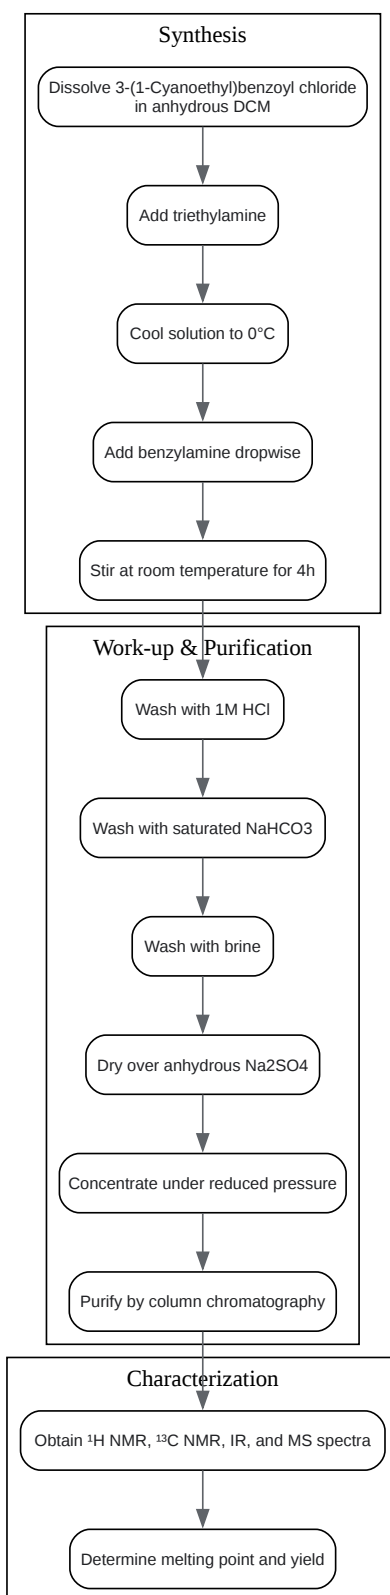 Synthesis
Dissolve 3-(1-Cyanoethyl)benzoyl chloride
in anhydrous DCM
Add triethylamine
Cool solution to 0°C
Add benzylamine dropwise
Stir at room temperature for 4h
Work-up & Purification
Wash with 1M HCl
Wash with saturated NaHCO3
Wash with brine
Dry over anhydrous Na2SO4
Concentrate under reduced pressure
Purify by column chromatography
Characterization
Obtain ¹H NMR, ¹³C NMR, IR, and MS spectra
Determine melting point and yield